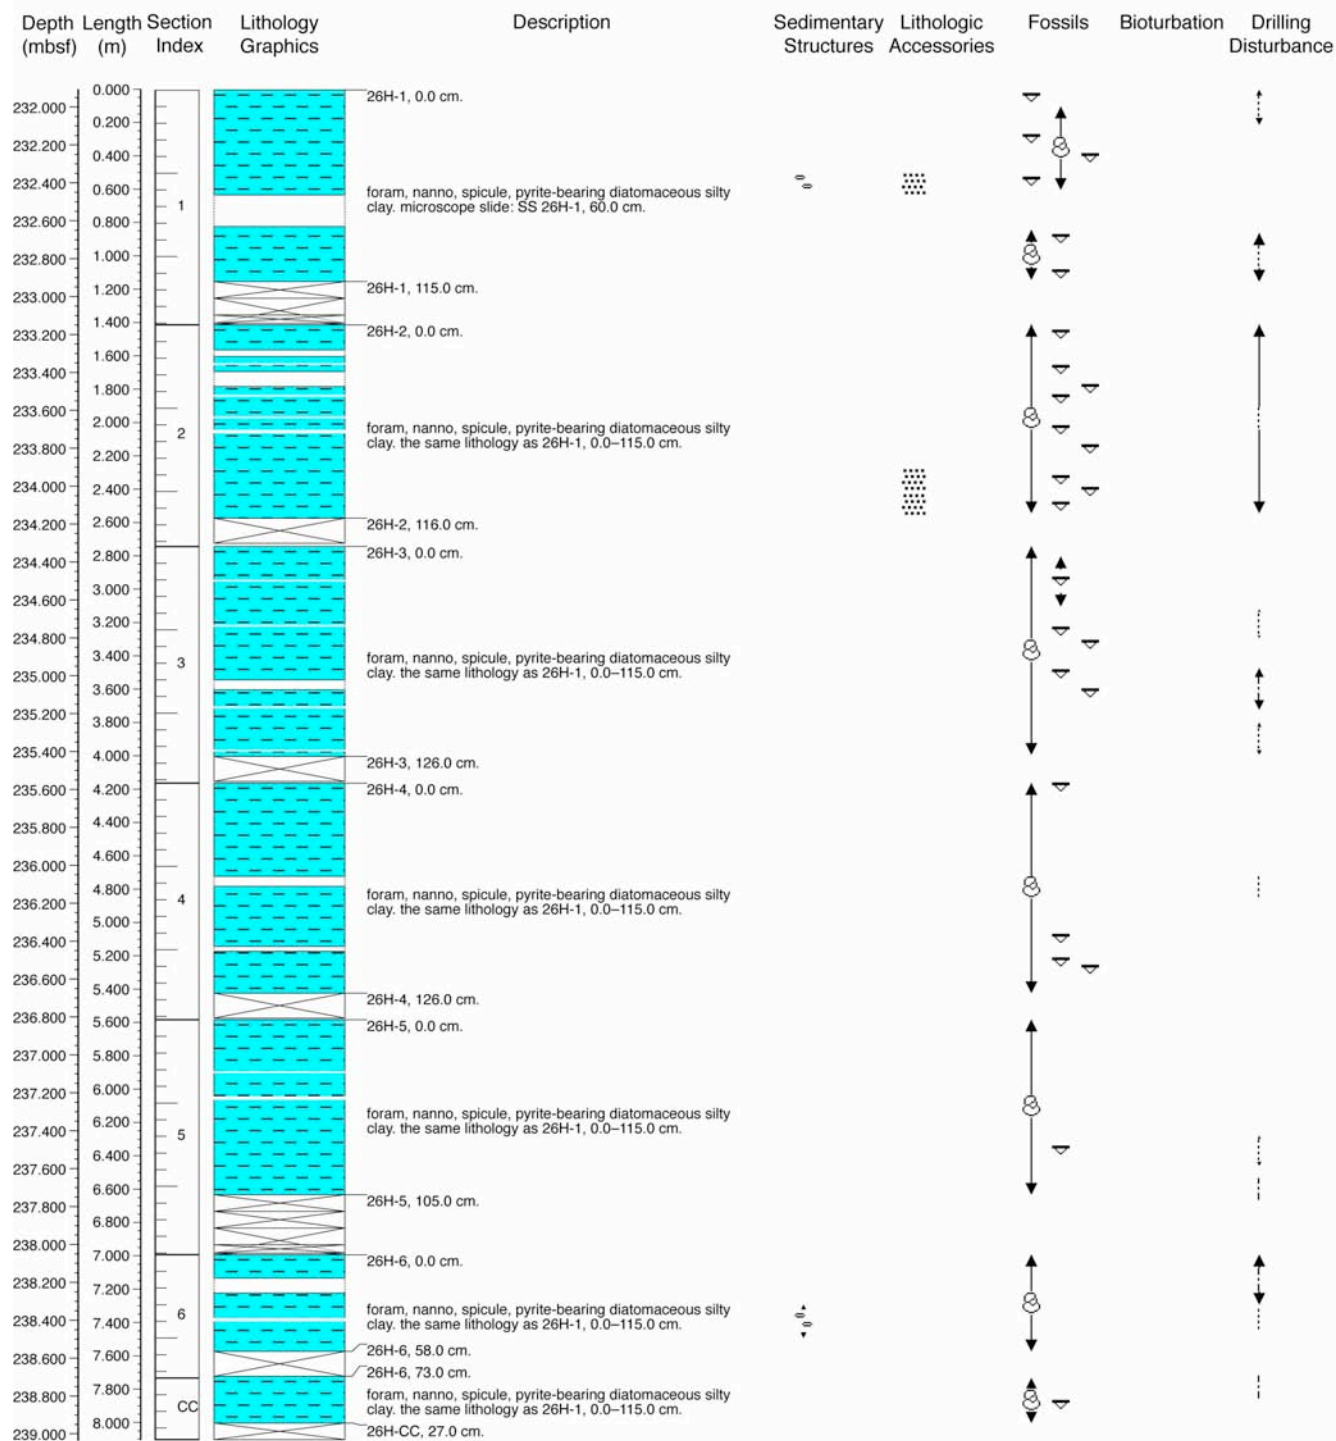 Depth Length Section Lithology Description Sedimentary Lithologic Fossils Bioturbation Drilling
(mbsf) (m) Index Graphics Structures Accessories Disturbance
0.000 26H-1, 0.0 cm.
232.000
0.200
232.200
0.400
232.400
0.600 foram, nanno, spicule, pyrite-bearing diatomaceous silty
1 clay. microscope slide: SS 26H-1, 60.0 cm.
232.600
0.800
232.800
1.000
233.000
1.200 26H-1, 115.0 cm.
1.400
233.200 26H-2, 0.0 cm.
1.600
233.400
1.800
233.600
2.000
2 foram, nanno, spicule, pyrite-bearing diatomaceous silty
233.800 clay. the same lithology as 26H-1, 0.0–115.0 cm.
2.200
234.000
2.400
234.200
2.600 26H-2, 116.0 cm.
26H-3, 0.0 cm.
234.400
2.800
3.000
234.600
3.200
234.800
3.400
3 foram, nanno, spicule, pyrite-bearing diatomaceous silty
235.000 clay. the same lithology as 26H-1, 0.0–115.0 cm.
3.600
235.200
3.800
235.400
4.000 26H-3, 126.0 cm.
235.600
4.200 26H-4, 0.0 cm.
235.800
4.400
4.600
236.000
4.800
4 foram, nanno, spicule, pyrite-bearing diatomaceous silty
236.200 clay. the same lithology as 26H-1, 0.0–115.0 cm.
5.000
236.400
5.200
236.600
5.400 26H-4, 126.0 cm.
236.800
5.600 26H-5, 0.0 cm.
237.000
5.800
237.200
6.000
6.200 foram, nanno, spicule, pyrite-bearing diatomaceous silty
237.400 5 clay. the same lithology as 26H-1, 0.0–115.0 cm.
6.400
237.600
6.600 26H-5, 105.0 cm.
237.800
6.800
238.000
7.000 26H-6, 0.0 cm.
238.200
7.200
6 foram, nanno, spicule, pyrite-bearing diatomaceous silty
238.400 clay. the same lithology as 26H-1, 0.0–115.0 cm.
7.400
26H-6, 58.0 cm.
238.600
7.600
26H-6, 73.0 cm.
238.800
7.800 foram, nanno, spicule, pyrite-bearing diatomaceous silty
CC clay. the same lithology as 26H-1, 0.0–115.0 cm.
8.000
239.000 26H-CC, 27.0 cm.